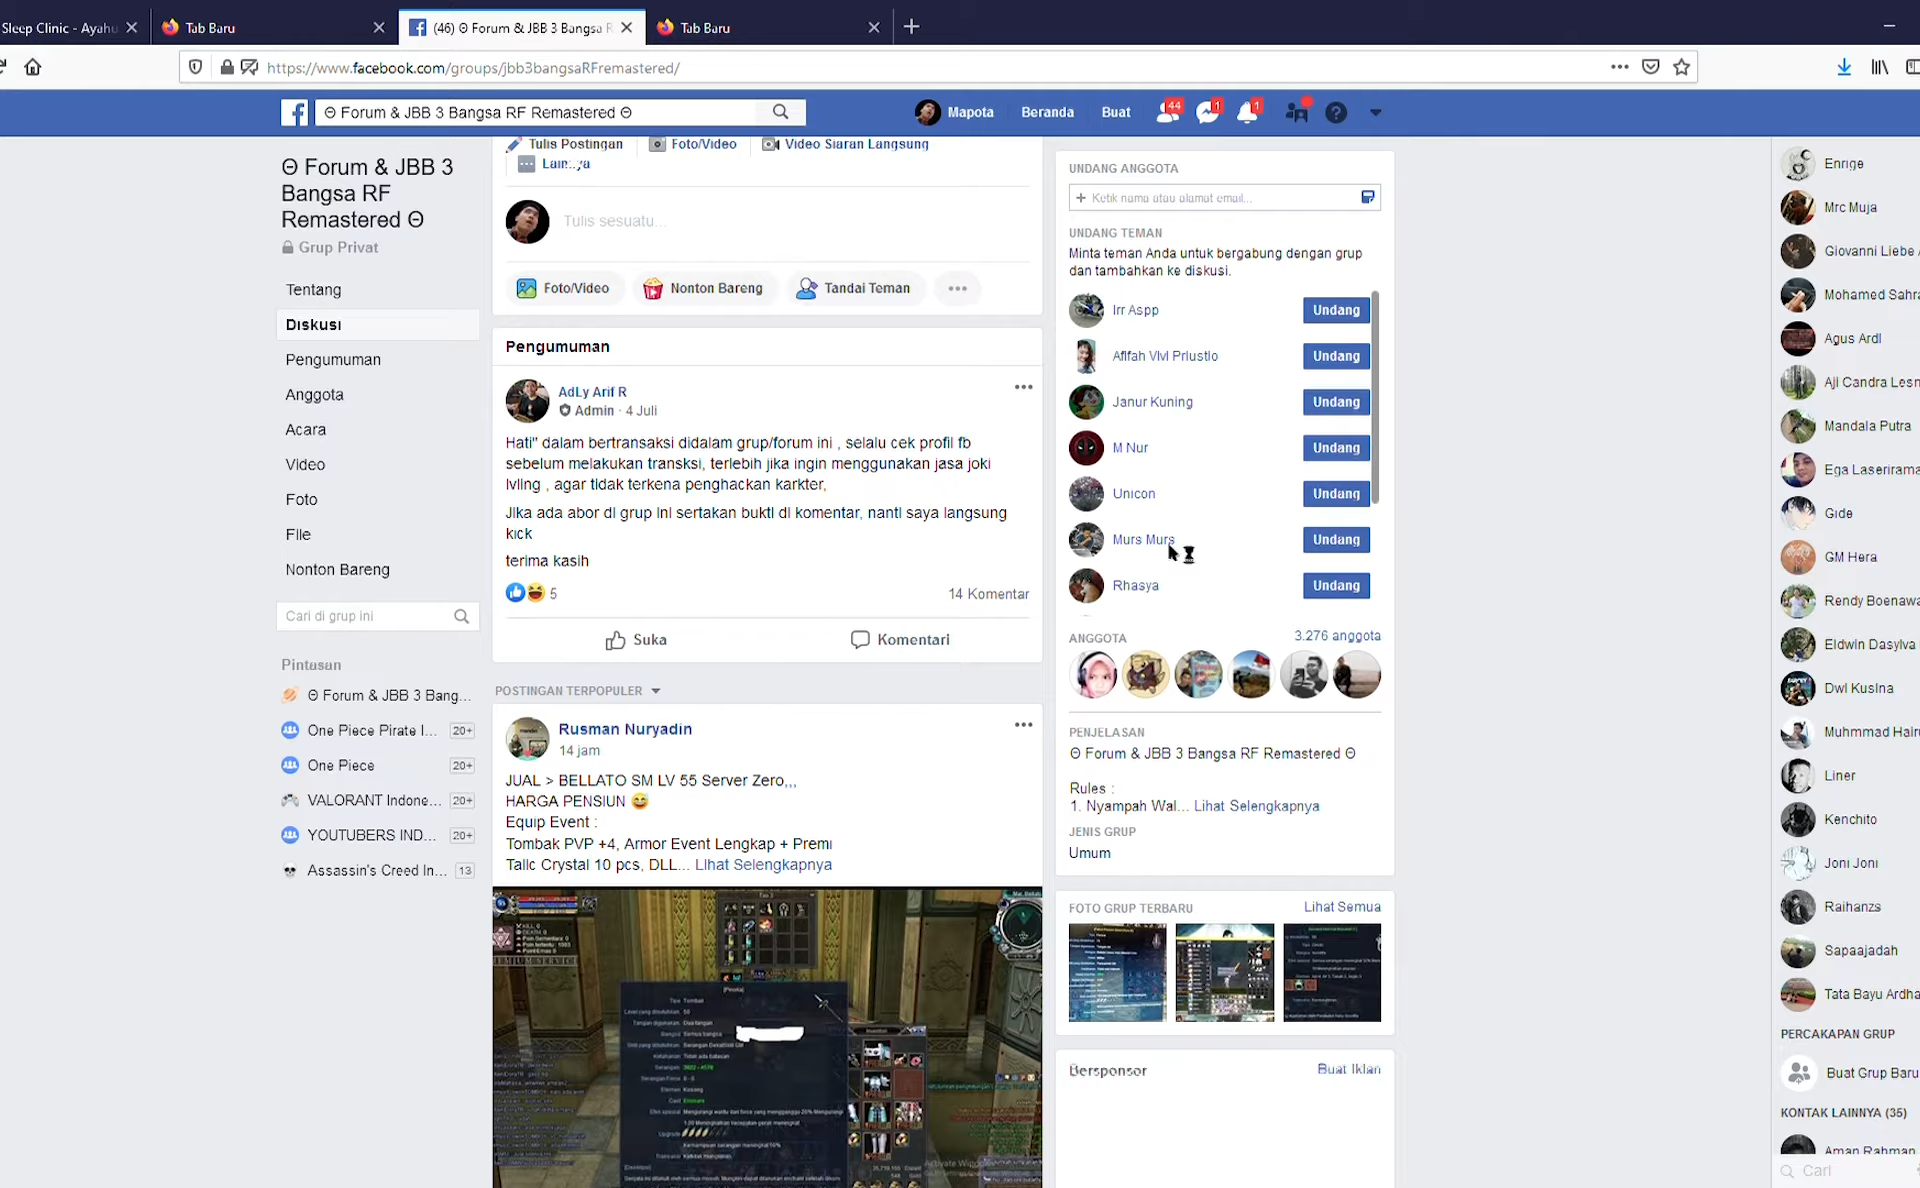 Sleep Clinic - Ayahu
Tab Baru
(46) ʘ Forum & JBB 3 Bangsa R
Tab Baru
https://www.facebook.com/groups/jbb3bangsaRFremastered/
ʘ Forum & JBB 3 Bangsa RF Remastered ʘ
Mapota
Beranda
Buat
44
1
1
ʘ Forum & JBB 3
Bangsa RF
Remastered ʘ
Grup Privat
Tentang
Diskusi
Pengumuman
Anggota
Acara
Video
Foto
File
Nonton Bareng
Cari di grup ini
Pintasan
ʘ Forum & JBB 3 Bang...
One Piece Pirate I... 20+
One Piece 20+
VALORANT Indone... 20+
YOUTUBERS IND... 20+
Assassin's Creed In... 13
Tulis Postingan
Foto/Video
Video Siaran Langsung
Lainnya
Tulis sesuatu...
Foto/Video
Nonton Bareng
Tandai Teman
Pengumuman
AdLy Arif R
Admin · 4 Juli
Hati" dalam bertransaksi didalam grup/forum ini , selalu cek profil fb
sebelum melakukan transksi, terlebih jika ingin menggunakan jasa joki
lvling , agar tidak terkena penghackan karkter,
Jika ada abor di grup ini sertakan bukti di komentar, nanti saya langsung
kick
terima kasih
5
14 Komentar
Suka
Komentari
POSTINGAN TERPOPULER
Rusman Nuryadin
14 jam
JUAL > BELLATO SM LV 55 Server Zero,,,
HARGA PENSIUN 😅
Equip Event :
Tombak PVP +4, Armor Event Lengkap + Premi
Talic Crystal 10 pcs, DLL... Lihat Selengkapnya
UNDANG ANGGOTA
+ Ketik nama atau alamat email...
UNDANG TEMAN
Minta teman Anda untuk bergabung dengan grup
dan tambahkan ke diskusi.
Irr Aspp Undang
Afifah Vivi Priustio Undang
Janur Kuning Undang
M Nur Undang
Unicon Undang
Murs Murs Undang
Rhasya Undang
ANGGOTA
3.276 anggota
PENJELASAN
ʘ Forum & JBB 3 Bangsa RF Remastered ʘ
Rules :
1. Nyampah Wal... Lihat Selengkapnya
JENIS GRUP
Umum
FOTO GRUP TERBARU
Lihat Semua
Bersponsor
Buat Iklan
Enrige
Mrc Muja
Giovanni Liebe
Mohamed Sahra
Agus Ardi
Aji Candra Lesm
Mandala Putra
Ega Laserirama
Gide
GM Hera
Rendy Boenawa
Eldwin Dasylva
Dwi Kusina
Muhmmad Hairu
Liner
Kenchito
Joni Joni
Raihanzs
Sapaajadah
Tata Bayu Ardha
PERCAKAPAN GRUP
Buat Grup Baru
KONTAK LAINNYA (35)
Aman Rahman
Cari